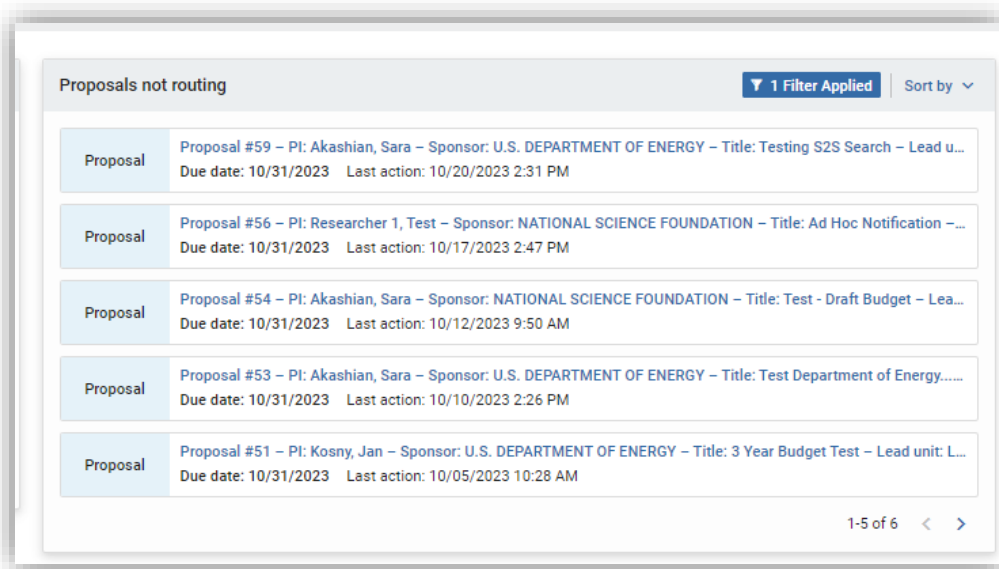 Proposals not routing
1 Filter Applied
Sort by
Proposal
Proposal #59 – PI: Akashian, Sara – Sponsor: U.S. DEPARTMENT OF ENERGY – Title: Testing S2S Search – Lead u...
Due date: 10/31/2023 Last action: 10/20/2023 2:31 PM
Proposal
Proposal #56 – PI: Researcher 1, Test – Sponsor: NATIONAL SCIENCE FOUNDATION – Title: Ad Hoc Notification –...
Due date: 10/31/2023 Last action: 10/17/2023 2:47 PM
Proposal
Proposal #54 – PI: Akashian, Sara – Sponsor: NATIONAL SCIENCE FOUNDATION – Title: Test - Draft Budget – Lea...
Due date: 10/31/2023 Last action: 10/12/2023 9:50 AM
Proposal
Proposal #53 – PI: Akashian, Sara – Sponsor: U.S. DEPARTMENT OF ENERGY – Title: Test Department of Energy......
Due date: 10/31/2023 Last action: 10/10/2023 2:26 PM
Proposal
Proposal #51 – PI: Kosny, Jan – Sponsor: U.S. DEPARTMENT OF ENERGY – Title: 3 Year Budget Test – Lead unit: L...
Due date: 10/31/2023 Last action: 10/05/2023 10:28 AM
1-5 of 6